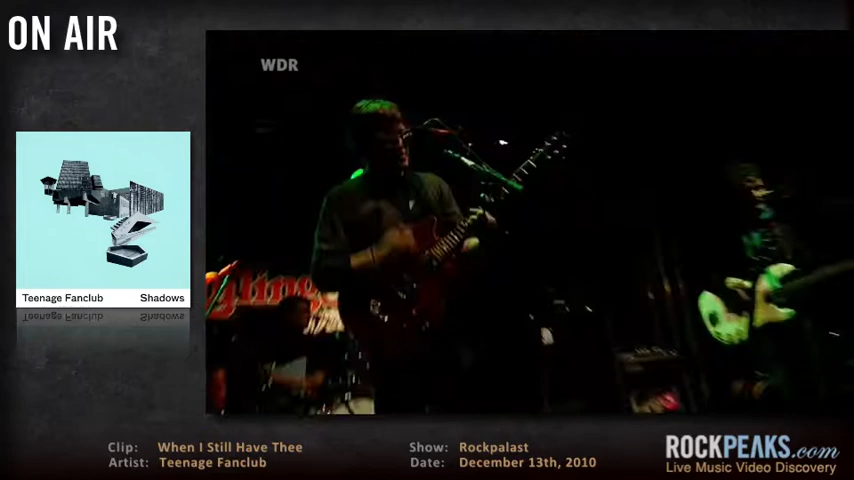 ON AIR
WDR
Teenage Fanclub Shadows
Clip: When I Still Have Thee
Artist: Teenage Fanclub
Show: Rockpalast
Date: December 13th, 2010
ROCKPEAKS.com
Live Music Video Discovery